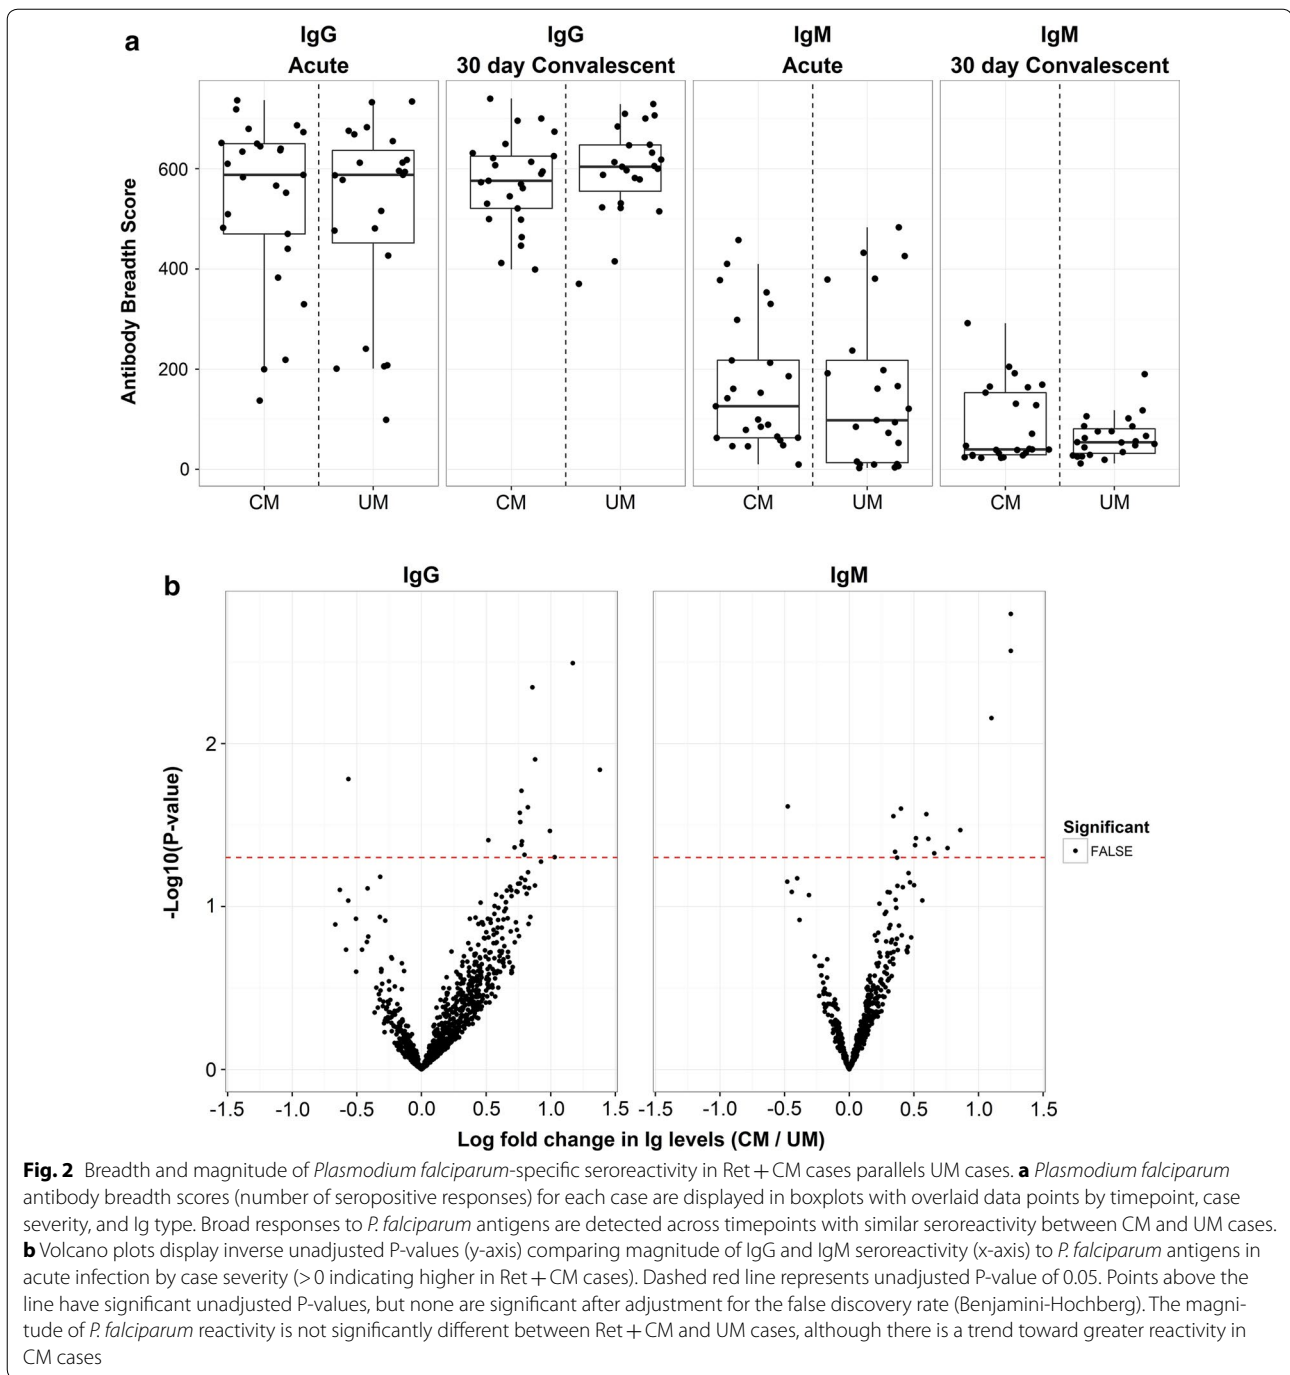 a
IgG
Acute
IgG
30 day Convalescent
IgM
Acute
IgM
30 day Convalescent
Antibody Breadth Score
600
400
200
0
CM
UM
CM
UM
CM
UM
CM
UM
b
IgG
IgM
-Log10(P-value)
2
1
0
-1.5
-1.0
-0.5
0.0
0.5
1.0
1.5
-1.5
-1.0
-0.5
0.0
0.5
1.0
1.5
Log fold change in Ig levels (CM / UM)
Significant
FALSE
Fig. 2 Breadth and magnitude of Plasmodium falciparum-specific seroreactivity in Ret + CM cases parallels UM cases. a Plasmodium falciparum
antibody breadth scores (number of seropositive responses) for each case are displayed in boxplots with overlaid data points by timepoint, case
severity, and Ig type. Broad responses to P. falciparum antigens are detected across timepoints with similar seroreactivity between CM and UM cases.
b Volcano plots display inverse unadjusted P-values (y-axis) comparing magnitude of IgG and IgM seroreactivity (x-axis) to P. falciparum antigens in
acute infection by case severity (> 0 indicating higher in Ret + CM cases). Dashed red line represents unadjusted P-value of 0.05. Points above the
line have significant unadjusted P-values, but none are significant after adjustment for the false discovery rate (Benjamini-Hochberg). The magni-
tude of P. falciparum reactivity is not significantly different between Ret + CM and UM cases, although there is a trend toward greater reactivity in
CM cases